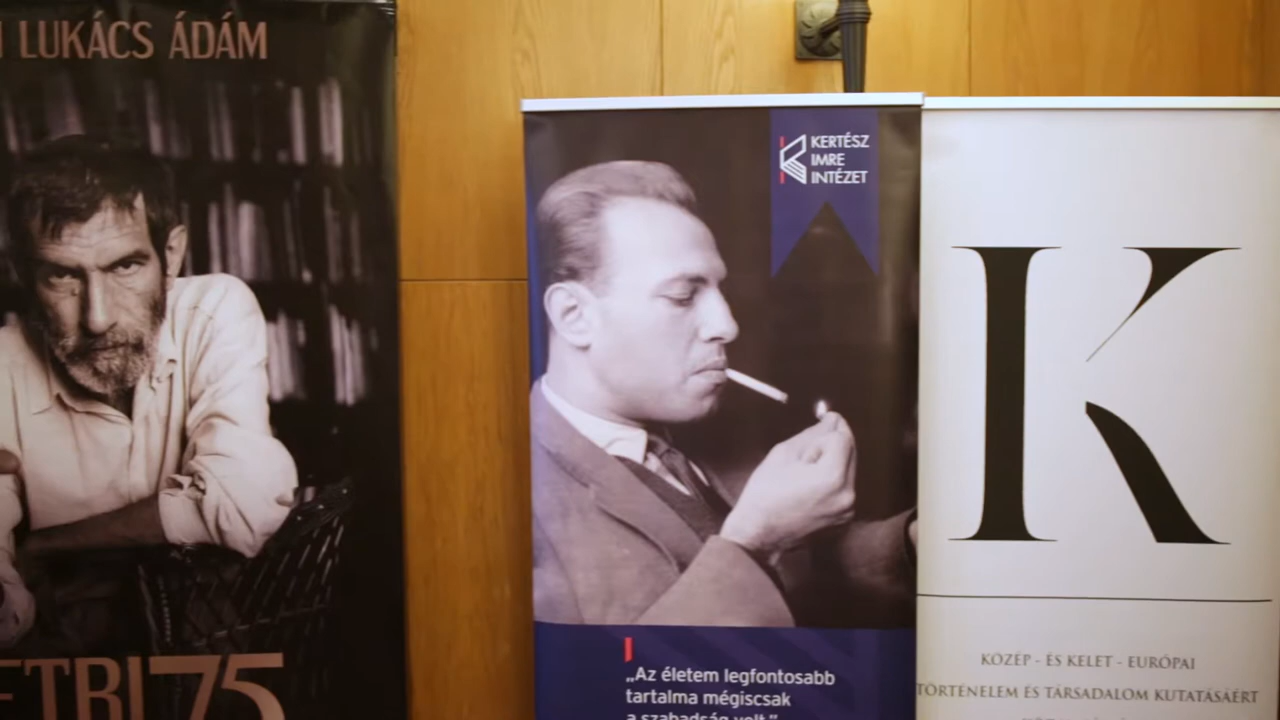 LUKÁCS ÁDÁM
ETRI 75
KERTÉSZ
IMRE
INTÉZET
„Az életem legfontosabb
tartalma mégiscsak
a szabadság volt.”
K
KÖZÉP - ÉS KELET - EURÓPAI
TÖRTÉNELEM ÉS TÁRSADALOM KUTATÁSÁÉRT